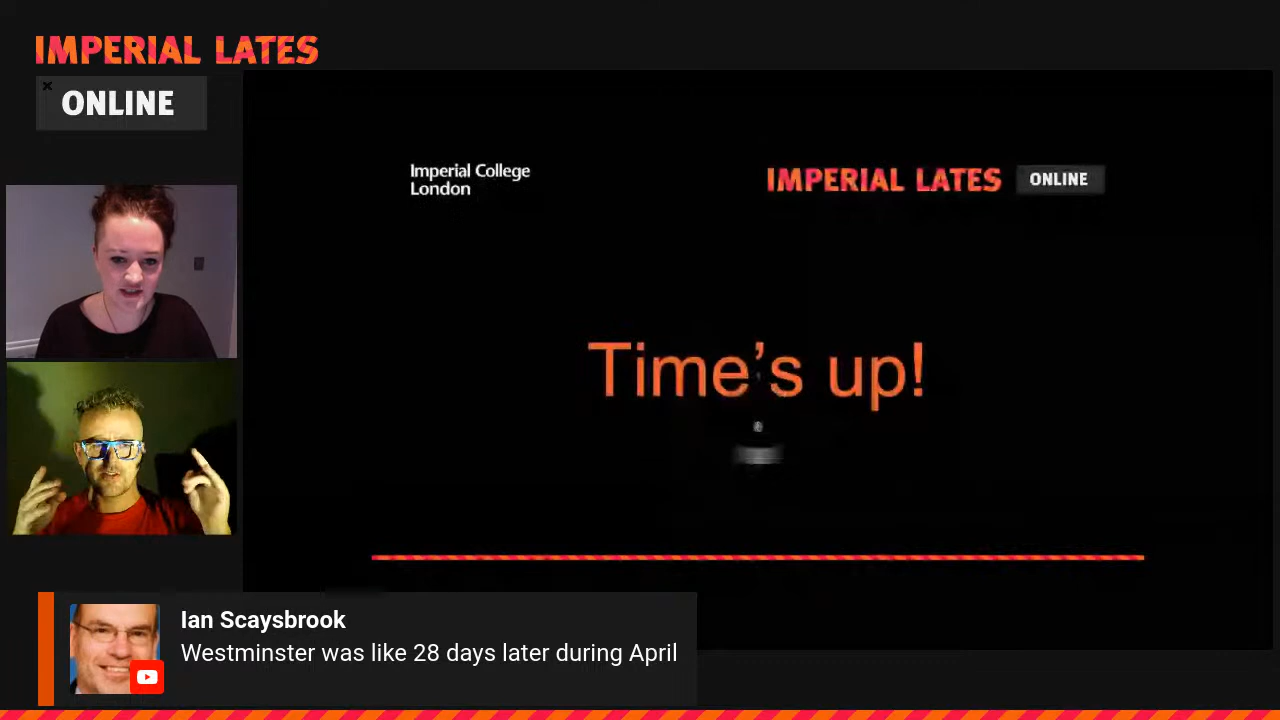 IMPERIAL LATES
ONLINE
Imperial College
London
IMPERIAL LATES ONLINE
Time's up!
Ian Scaysbrook
Westminster was like 28 days later during April